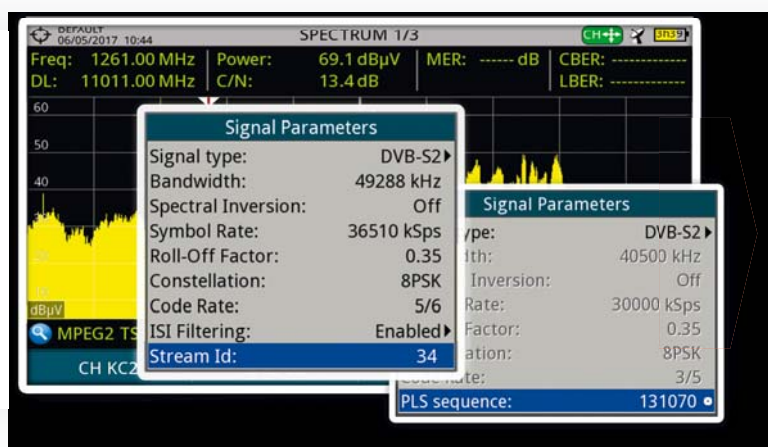 DEFAULT
06/05/2017 10:44
SPECTRUM 1/3
CH
3h39
Freq: 1261.00 MHz Power: 69.1 dBµV MER: ------ dB CBER: -------------
DL: 11011.00 MHz C/N: 13.4 dB LBER: -------------
60
50
40
dBµV
MPEG2 TS
CH KC2
Signal Parameters
Signal type: DVB-S2
Bandwidth: 49288 kHz
Spectral Inversion: Off
Symbol Rate: 36510 kSps
Roll-Off Factor: 0.35
Constellation: 8PSK
Code Rate: 5/6
ISI Filtering: Enabled
Stream Id: 34
Signal Parameters
ype: DVB-S2
dth: 40500 kHz
Inversion: Off
Rate: 30000 kSps
Factor: 0.35
ation: 8PSK
Code Rate: 3/5
PLS sequence: 131070